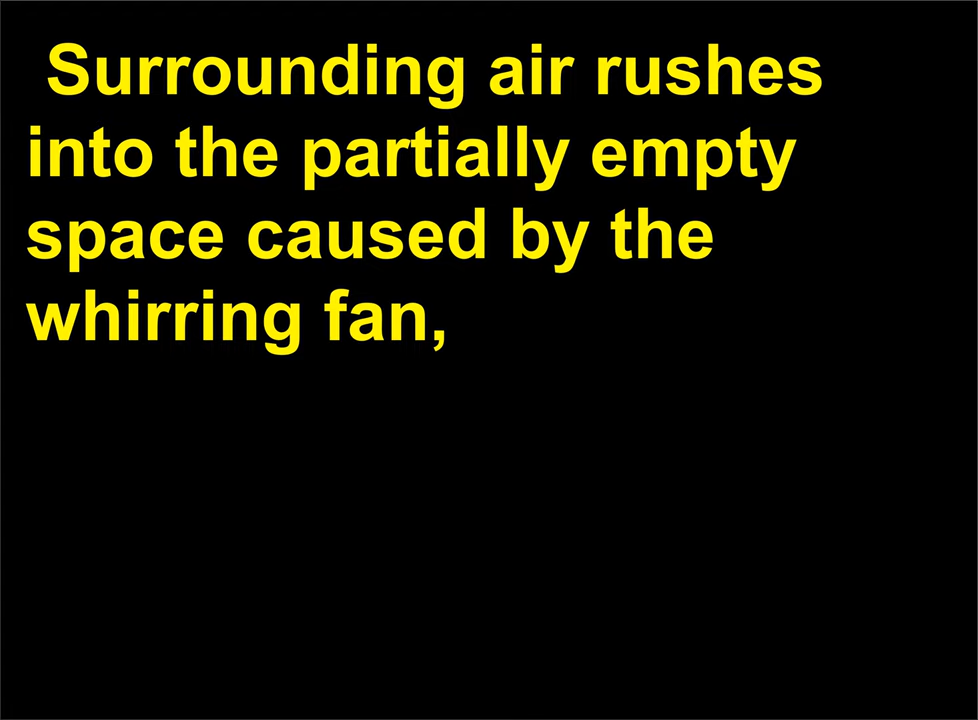 Surrounding air rushes
into the partially empty
space caused by the
whirring fan,